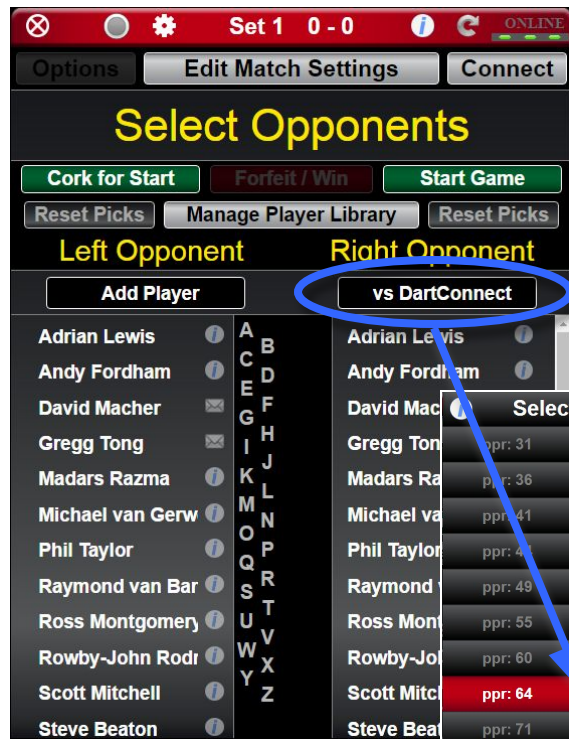 Set 1 0 - 0 ONLINE
Options Edit Match Settings Connect
Select Opponents
Cork for Start Forfeit / Win Start Game
Reset Picks Manage Player Library Reset Picks
Left Opponent Right Opponent
Add Player vs DartConnect
Adrian Lewis
Andy Fordham
David Macher
Gregg Tong
Madars Razma
Michael van Gerw
Phil Taylor
Raymond van Bar
Ross Montgomery
Rowby-John Rodr
Scott Mitchell
Steve Beaton
A
B
C
D
E
F
G
H
I
J
K
L
M
N
O
P
Q
R
S
T
U
V
W
X
Y
Z
Adrian Lewis
Andy Fordham
David Mac
Gregg Ton
Madars Ra
Michael va
Phil Taylor
Raymond
Ross Mont
Rowby-Jol
Scott Mitcl
Steve Beat
Selec
ppr: 31
ppr: 36
ppr: 41
ppr: 49
ppr: 55
ppr: 60
ppr: 64
ppr: 71